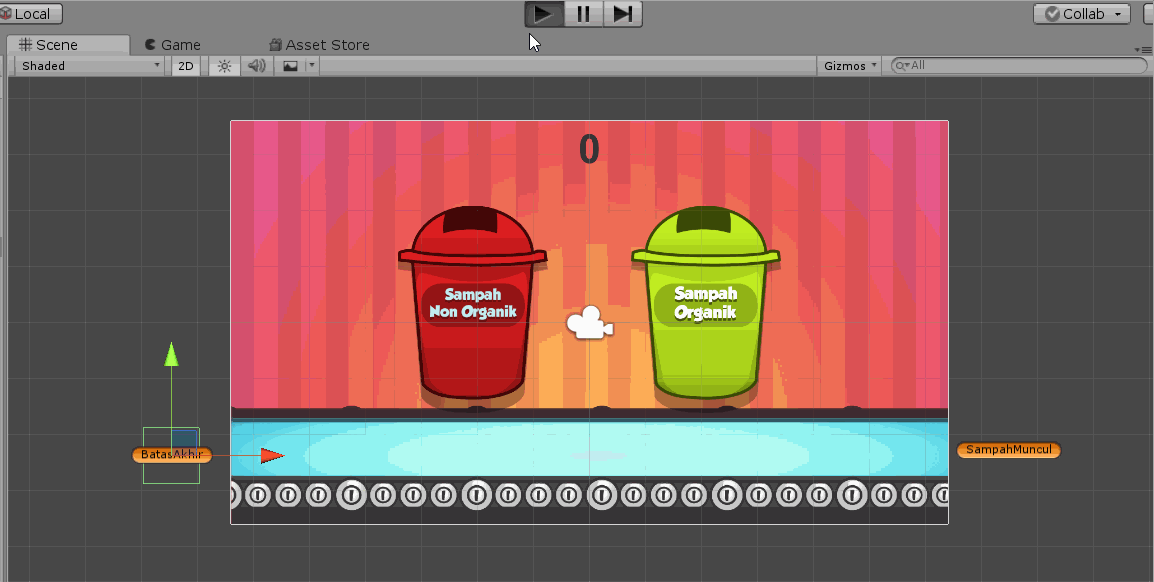 Local
Collab
Scene
Game
Asset Store
Shaded
2D
Gizmos
All
0
Sampah
Non Organik
Sampah
Organik
BatasAkhir
SampahMuncul